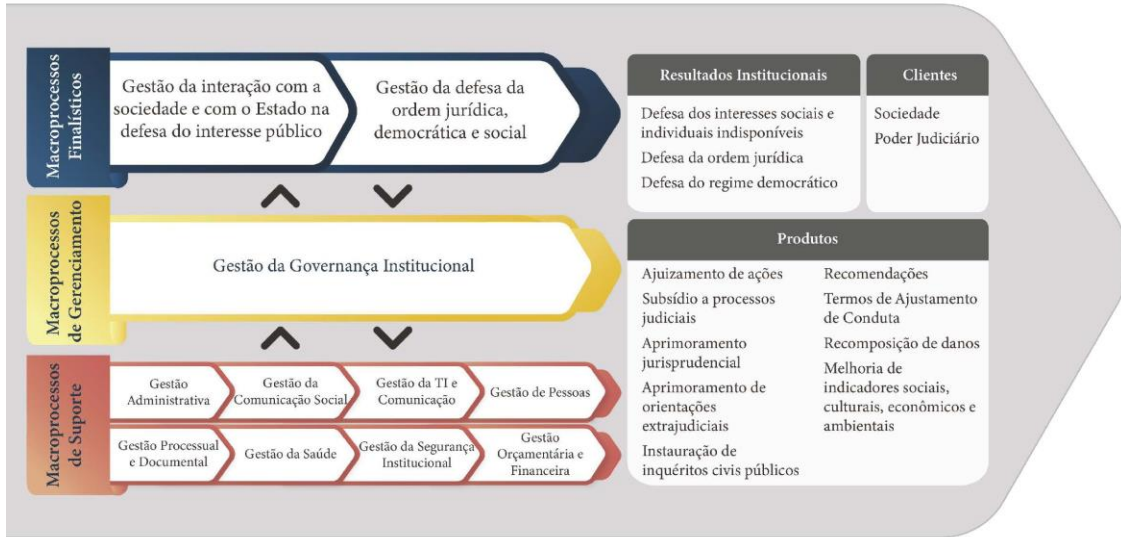 Macroprocessos
Finalísticos
Gestão da interação com a
sociedade e com o Estado na
defesa do interesse público
Gestão da defesa da
ordem jurídica,
democrática e social
Macroprocessos
de Gerenciamento
Gestão da Governança Institucional
Macroprocessos
de Suporte
Gestão
Administrativa
Gestão da
Comunicação Social
Gestão da TI e
Comunicação
Gestão de Pessoas
Gestão Processual
e Documental
Gestão da Saúde
Gestão da Segurança
Institucional
Gestão
Orçamentária e
Financeira
Resultados Institucionais
Defesa dos interesses sociais e
individuais indisponíveis
Defesa da ordem jurídica
Defesa do regime democrático
Clientes
Sociedade
Poder Judiciário
Produtos
Ajuizamento de ações
Subsídio a processos
judiciais
Aprimoramento
jurisprudencial
Aprimoramento de
orientações
extrajudiciais
Instauração de
inquéritos civis públicos
Recomendações
Termos de Ajustamento
de Conduta
Recomposição de danos
Melhoria de
indicadores sociais,
culturais, econômicos e
ambientais